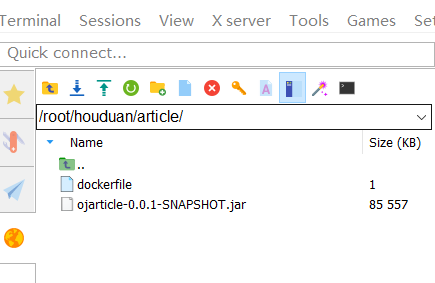 Terminal Sessions View X server Tools Games Set
Quick connect...
/root/houduan/article/
Name Size (KB)
..
dockerfile 1
ojarticle-0.0.1-SNAPSHOT.jar 85 557